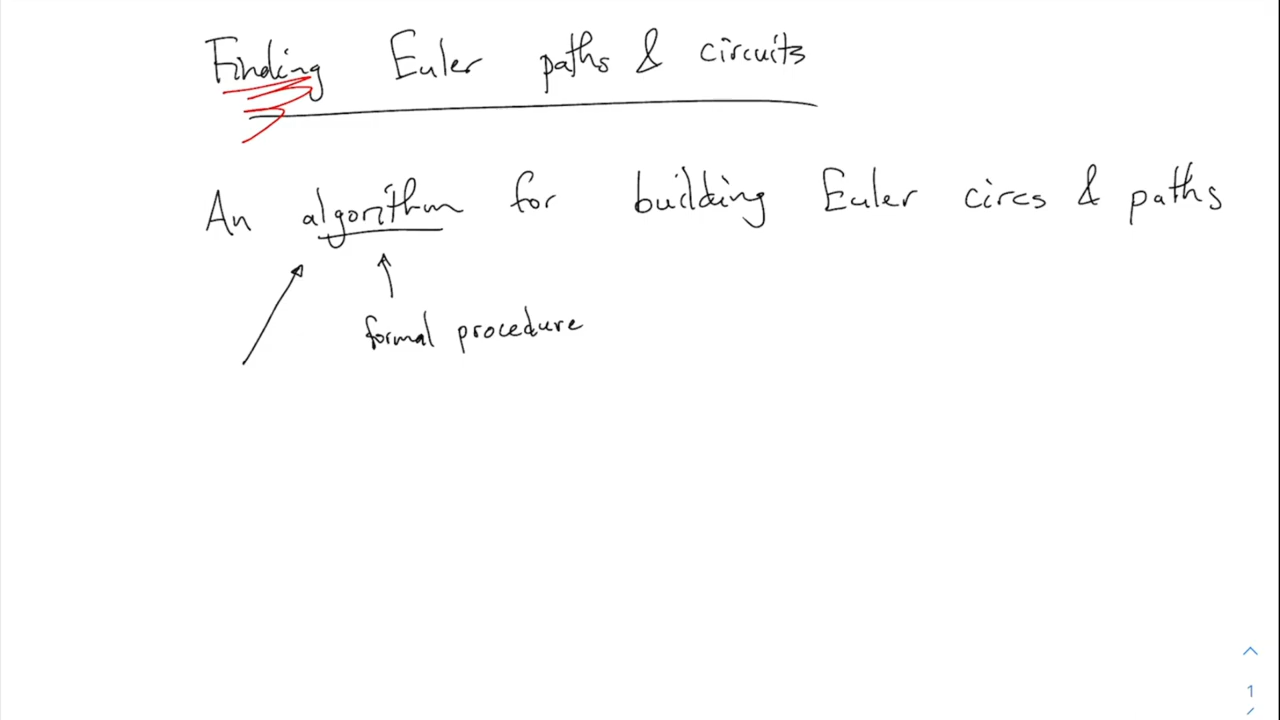 Finding Euler paths & circuits
An algorithm for building Euler circs & paths
formal procedure
1